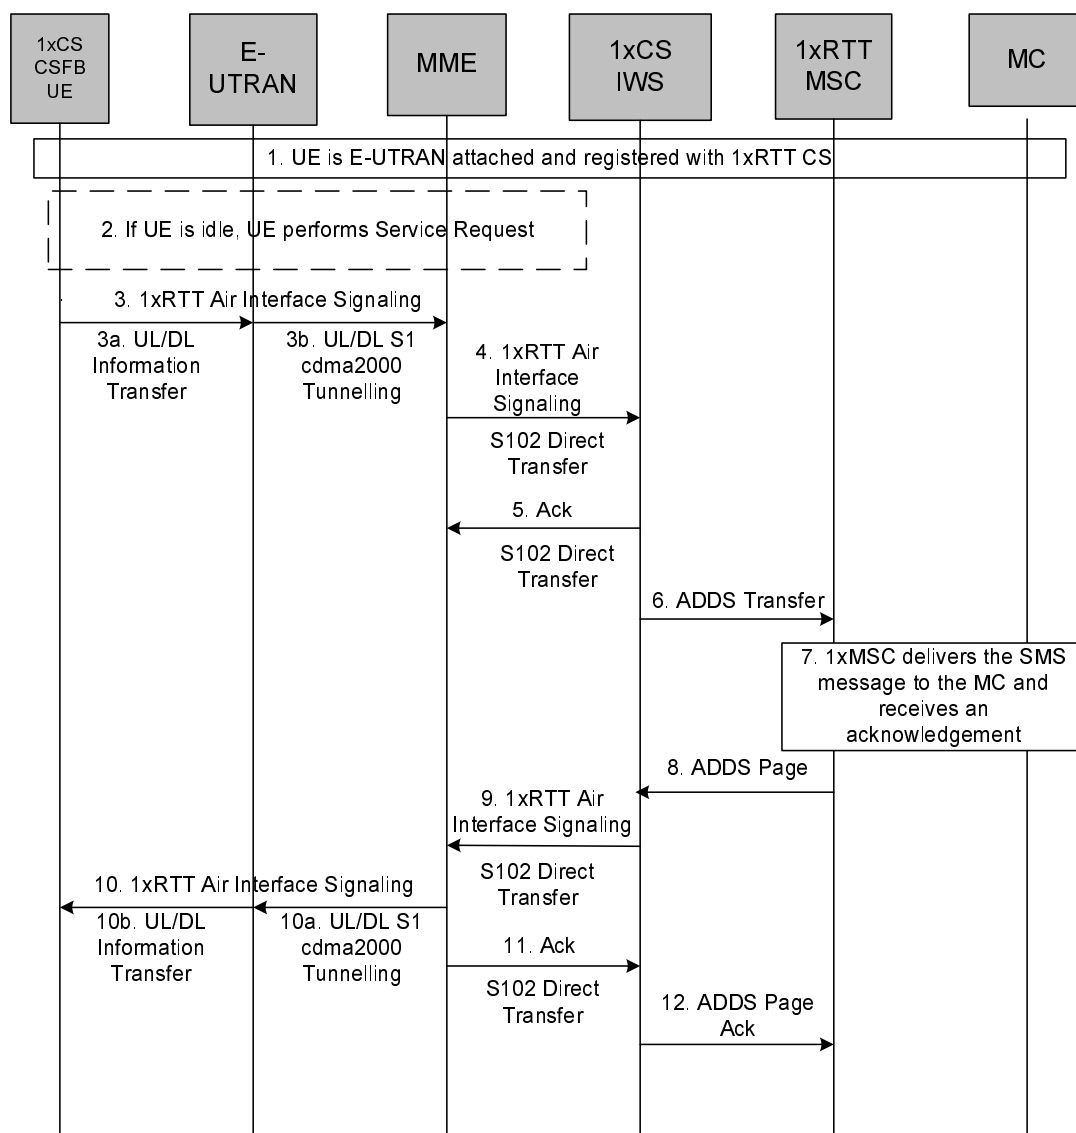 1xCS
CSFB
UE
E-
UTRAN
MME
1xCS
IWS
1xRTT
MSC
MC
1. UE is E-UTRAN attached and registered with 1xRTT CS
2. If UE is idle, UE performs Service Request
3. 1xRTT Air Interface Signaling
3a. UL/DL
Information
Transfer
3b. UL/DL S1
cdma2000
Tunnelling
4. 1xRTT Air
Interface
Signaling
S102 Direct
Transfer
5. Ack
S102 Direct
Transfer
6. ADDS Transfer
7. 1xMSC delivers the SMS
message to the MC and
receives an
acknowledgement
8. ADDS Page
9. 1xRTT Air
Interface Signaling
S102 Direct
Transfer
10. 1xRTT Air Interface Signaling
10b. UL/DL
Information
Transfer
10a. UL/DL S1
cdma2000
Tunnelling
11. Ack
S102 Direct
Transfer
12. ADDS Page
Ack